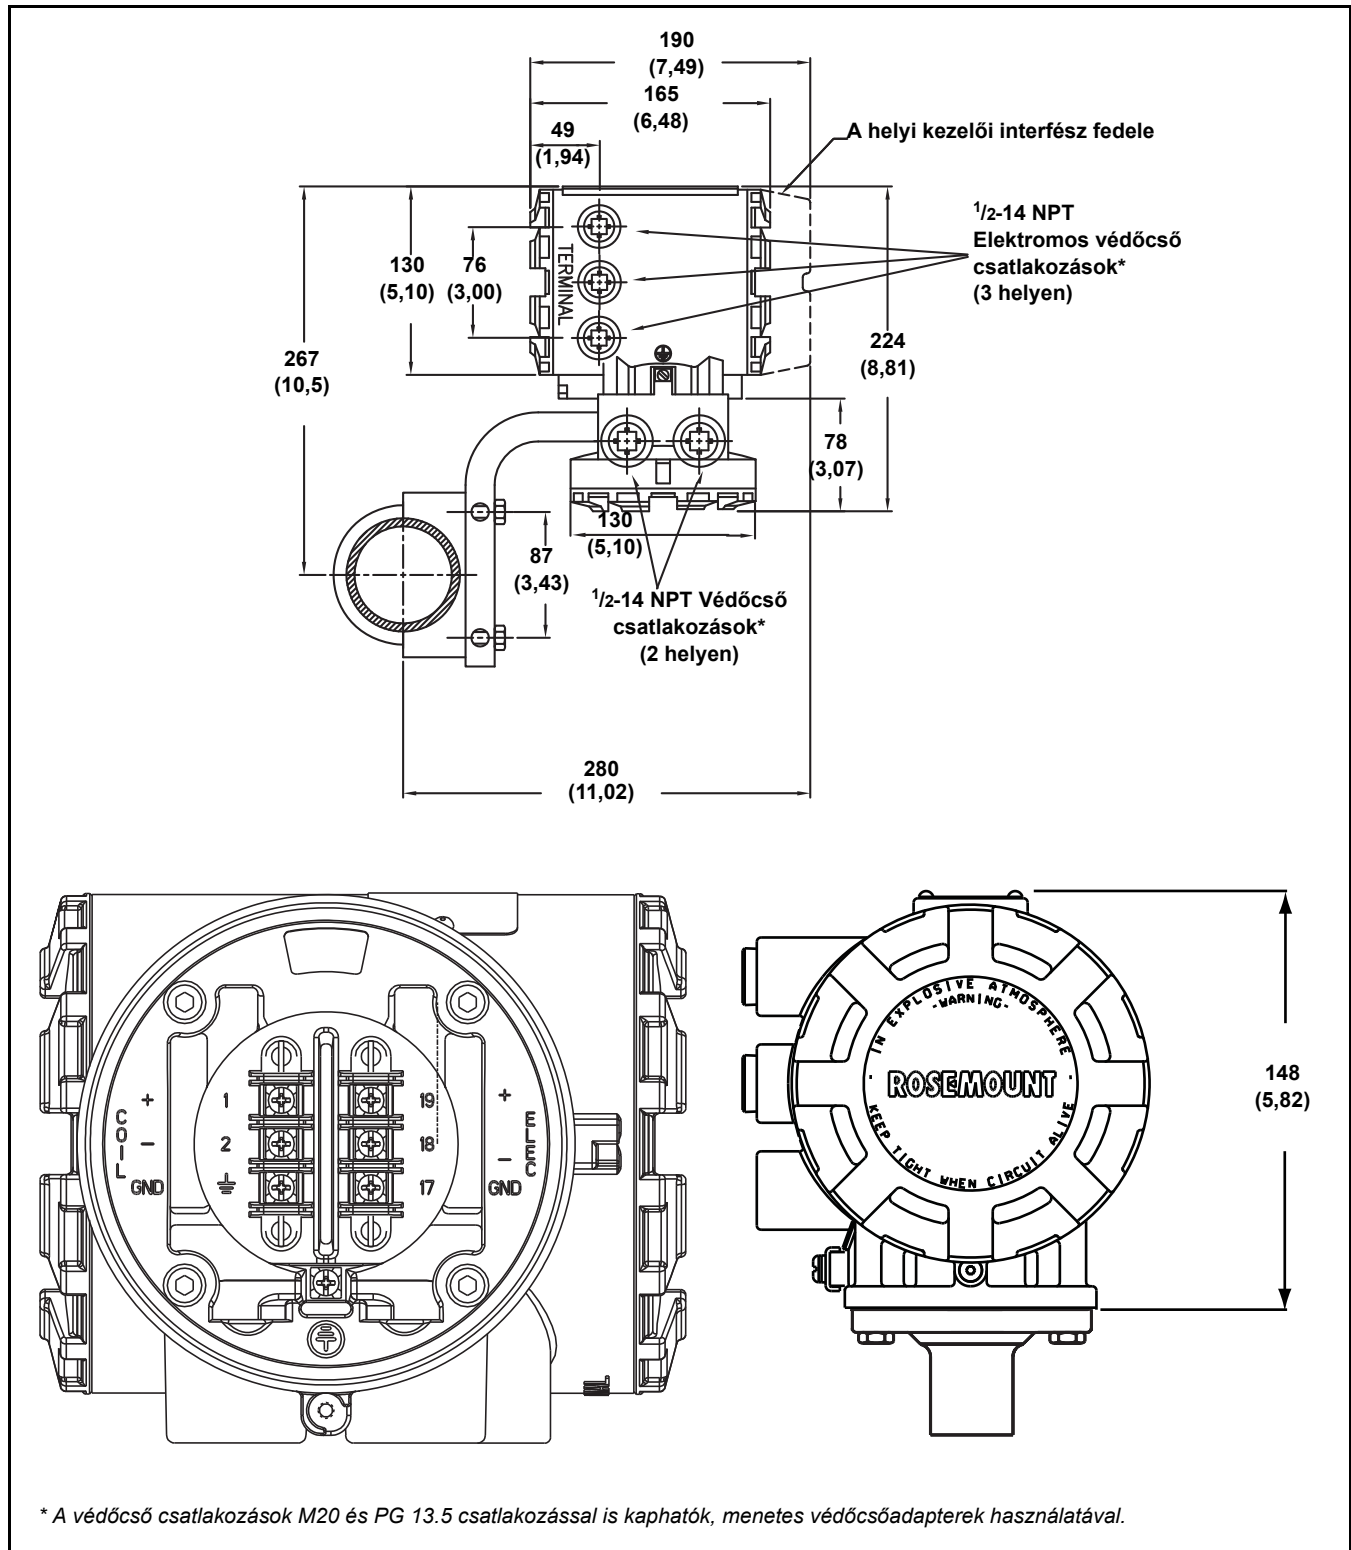 190
(7,49)
165
(6,48)
49
(1,94)
A helyi kezelői interfész fedele
1/2-14 NPT
Elektromos védőcső
csatlakozások*
(3 helyen)
130
(5,10)
76
(3,00)
TERMINAL
267
(10,5)
224
(8,81)
78
(3,07)
130
(5,10)
87
(3,43)
1/2-14 NPT Védőcső
csatlakozások*
(2 helyen)
280
(11,02)
COIL
+
−
GND
1
2
19
18
17
+
−
GND
ELEC
IN EXPLOSIVE ATMOSPHERE
-WARNING-
ROSEMOUNT
KEEP TIGHT WHEN CIRCUIT ALIVE
148
(5,82)
* A védőcső csatlakozások M20 és PG 13.5 csatlakozással is kaphatók, menetes védőcsőadapterek használatával.